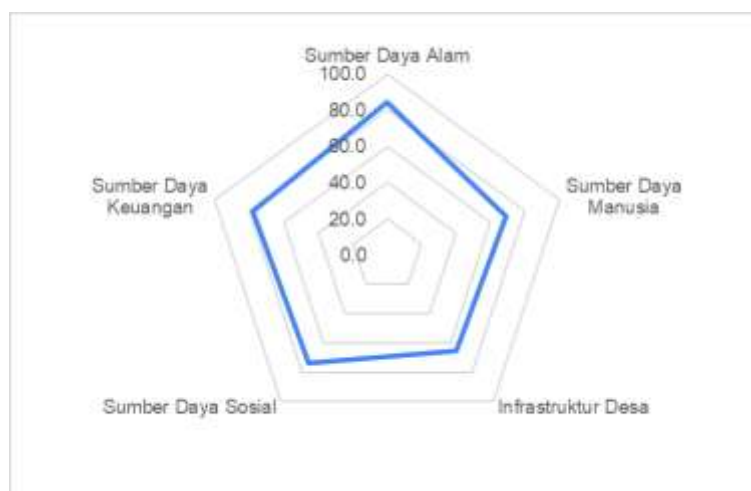 Sumber Daya Alam
100.0
80.0
60.0
40.0
20.0
0.0
Sumber Daya
Manusia
Infrastruktur Desa
Sumber Daya Sosial
Sumber Daya
Keuangan